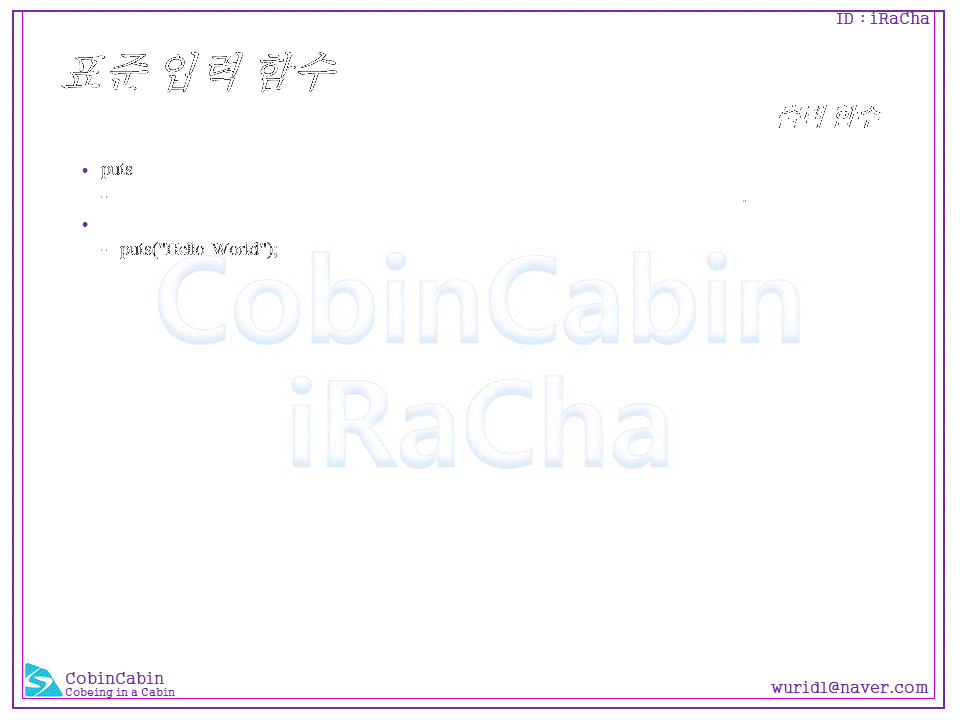 ID : iRaCha
표준 입력 함수
출력 함수
• puts
•
– puts("Hello World");
CobinCabin
iRaCha
CobinCabin
Cobeing in a Cabin
wurid1@naver.com